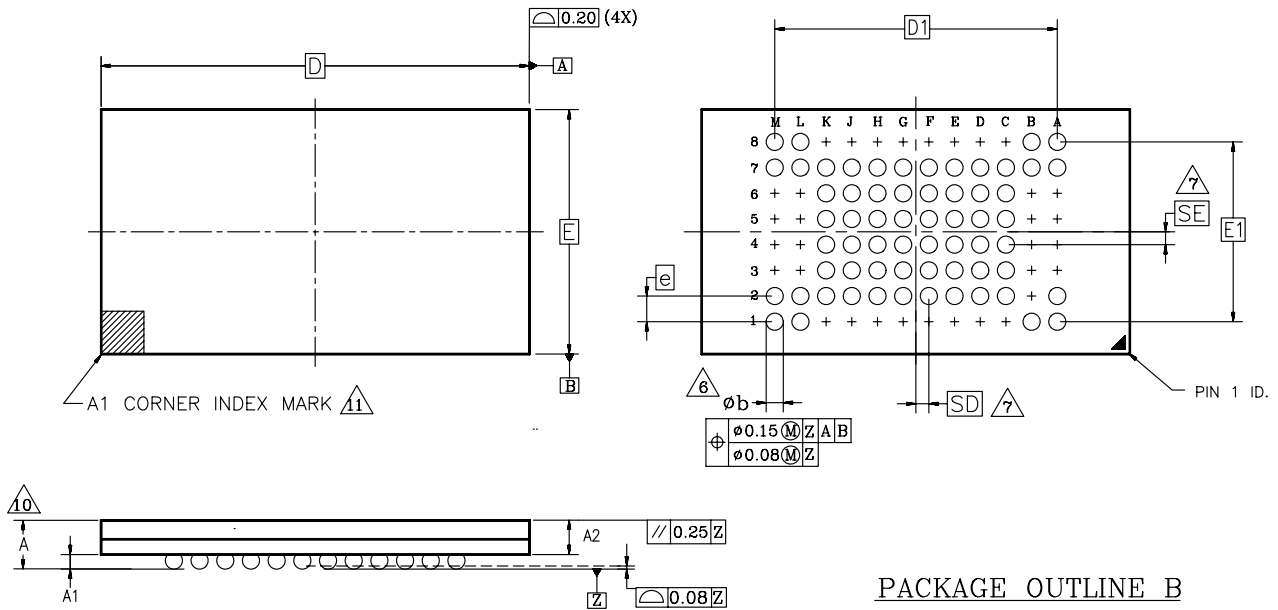 0.20 (4X)
D
A
D1
M L K J H G F E D C B A
8
7
6
5
4
3
2
1
E
7
SE
E1
e
B
A1 CORNER INDEX MARK 11
6
øb
SD 7
PIN 1 ID.
ø0.15 M Z A B
ø0.08 M Z
10
A
A1
A2
// 0.25 Z
Z
0.08 Z
PACKAGE OUTLINE B